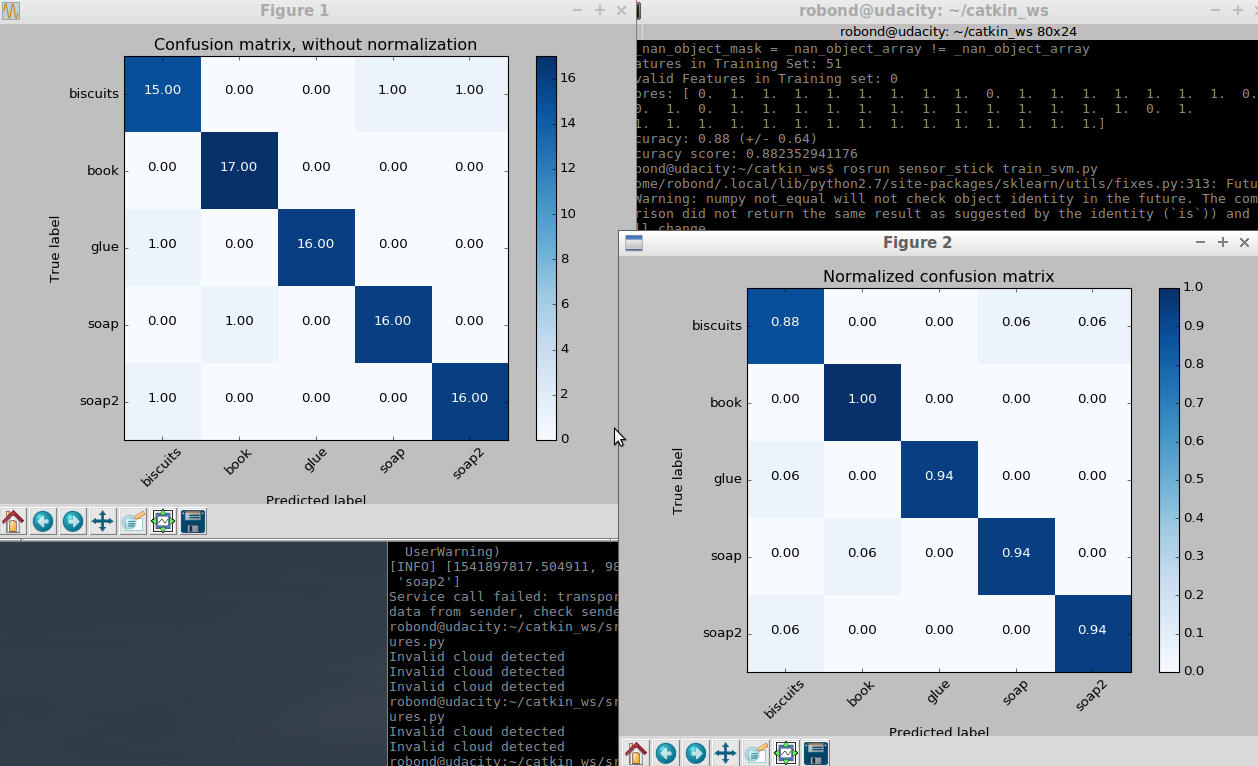 Figure 1
Confusion matrix, without normalization
biscuits 15.00 0.00 0.00 1.00 1.00
book 0.00 17.00 0.00 0.00 0.00
glue 1.00 0.00 16.00 0.00 0.00
soap 0.00 1.00 0.00 16.00 0.00
soap2 1.00 0.00 0.00 0.00 16.00
True label
biscuits book glue soap soap2
Predicted label
16
14
12
10
8
6
4
2
0
robond@udacity: ~/catkin_ws
robond@udacity: ~/catkin_ws 80x24
_nan_object_mask = _nan_object_array != _nan_object_array
atures in Training Set: 51
valid Features in Training set: 0
ores: [ 0. 1. 1. 1. 1. 1. 1. 1. 1. 0. 1. 1. 1. 1. 1. 1. 1. 0.
0. 1. 0. 1. 1. 1. 1. 1. 1. 1. 1. 1. 1. 1. 1. 0. 1.
1. 1. 1. 1. 1. 1. 1. 1. 1. 1. 1. 1. 1. 1. 1.]
curacy: 0.88 (+/- 0.64)
curacy score: 0.882352941176
bond@udacity:~/catkin_ws$ rosrun sensor_stick train_svm.py
ome/robond/.local/lib/python2.7/site-packages/sklearn/utils/fixes.py:313: Futu
Warning: numpy not_equal will not check object identity in the future. The com
rison did not return the same result as suggested by the identity (`is`)) and
ll change.
Figure 2
Normalized confusion matrix
biscuits 0.88 0.00 0.00 0.06 0.06
book 0.00 1.00 0.00 0.00 0.00
glue 0.06 0.00 0.94 0.00 0.00
soap 0.00 0.06 0.00 0.94 0.00
soap2 0.06 0.00 0.00 0.00 0.94
True label
biscuits book glue soap soap2
Predicted label
1.0
0.9
0.8
0.7
0.6
0.5
0.4
0.3
0.2
0.1
0.0
UserWarning)
[INFO] [1541897817.504911, 98
'soap2']
Service call failed: transpor
data from sender, check sende
robond@udacity:~/catkin_ws/sr
ures.py
Invalid cloud detected
Invalid cloud detected
Invalid cloud detected
robond@udacity:~/catkin_ws/sr
ures.py
Invalid cloud detected
Invalid cloud detected
robond@udacity:~/catkin_ws/sr